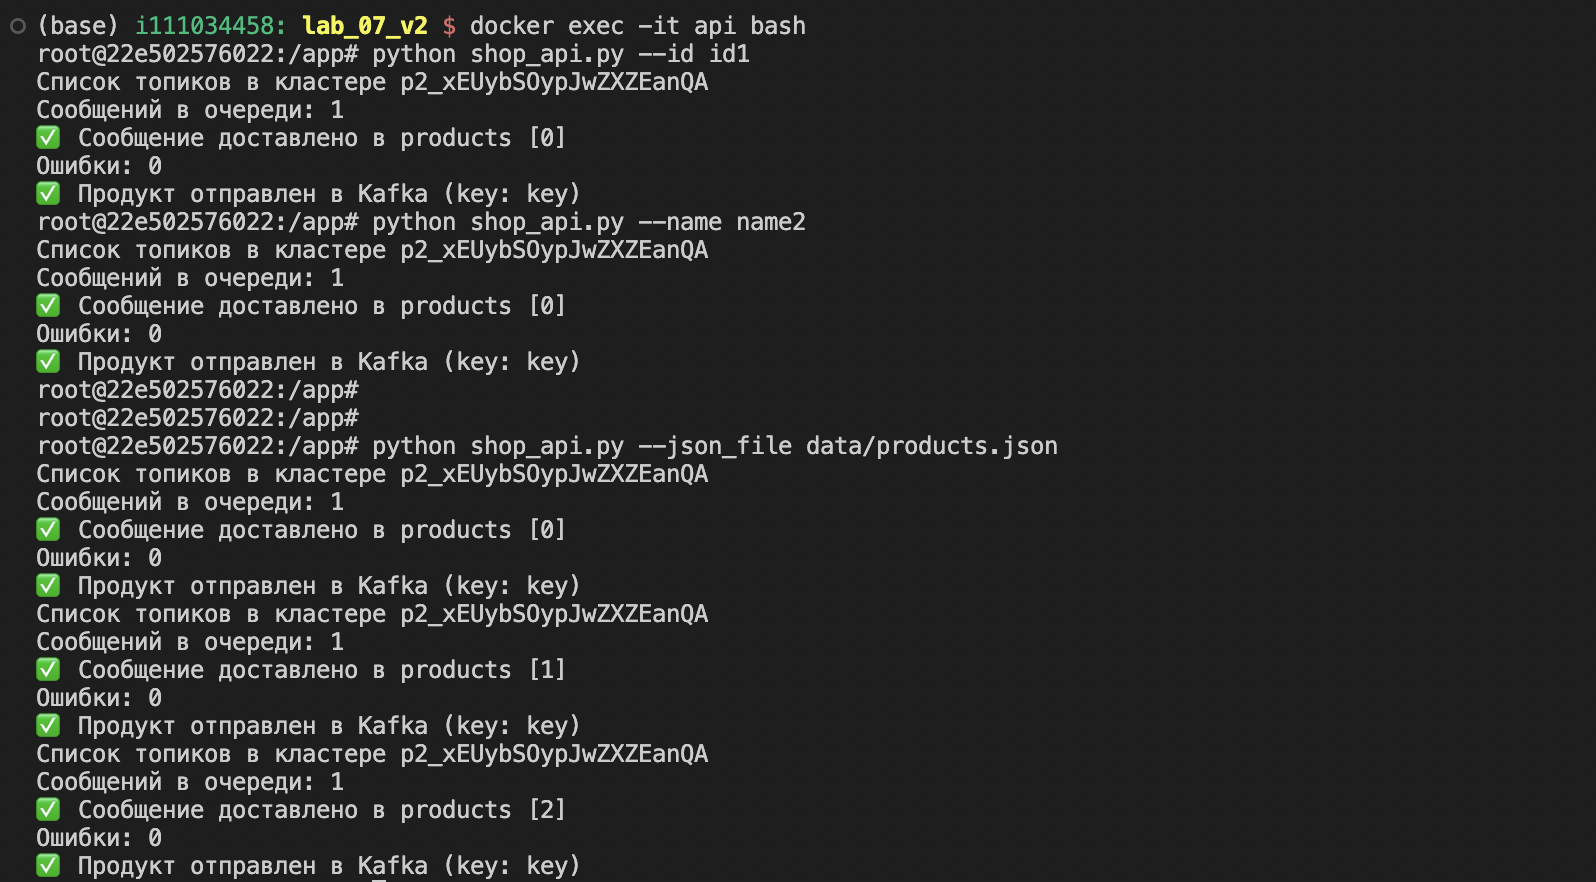 (base) i111034458: lab_07_v2 $ docker exec -it api bash
root@22e502576022:/app# python shop_api.py --id id1
Список топиков в кластере p2_xEUybSOypJwZXZEanQA
Сообщений в очереди: 1
✅ Сообщение доставлено в products [0]
Ошибки: 0
✅ Продукт отправлен в Kafka (key: key)
root@22e502576022:/app# python shop_api.py --name name2
Список топиков в кластере p2_xEUybSOypJwZXZEanQA
Сообщений в очереди: 1
✅ Сообщение доставлено в products [0]
Ошибки: 0
✅ Продукт отправлен в Kafka (key: key)
root@22e502576022:/app#
root@22e502576022:/app#
root@22e502576022:/app# python shop_api.py --json_file data/products.json
Список топиков в кластере p2_xEUybSOypJwZXZEanQA
Сообщений в очереди: 1
✅ Сообщение доставлено в products [0]
Ошибки: 0
✅ Продукт отправлен в Kafka (key: key)
Список топиков в кластере p2_xEUybSOypJwZXZEanQA
Сообщений в очереди: 1
✅ Сообщение доставлено в products [1]
Ошибки: 0
✅ Продукт отправлен в Kafka (key: key)
Список топиков в кластере p2_xEUybSOypJwZXZEanQA
Сообщений в очереди: 1
✅ Сообщение доставлено в products [2]
Ошибки: 0
✅ Продукт отправлен в Kafka (key: key)